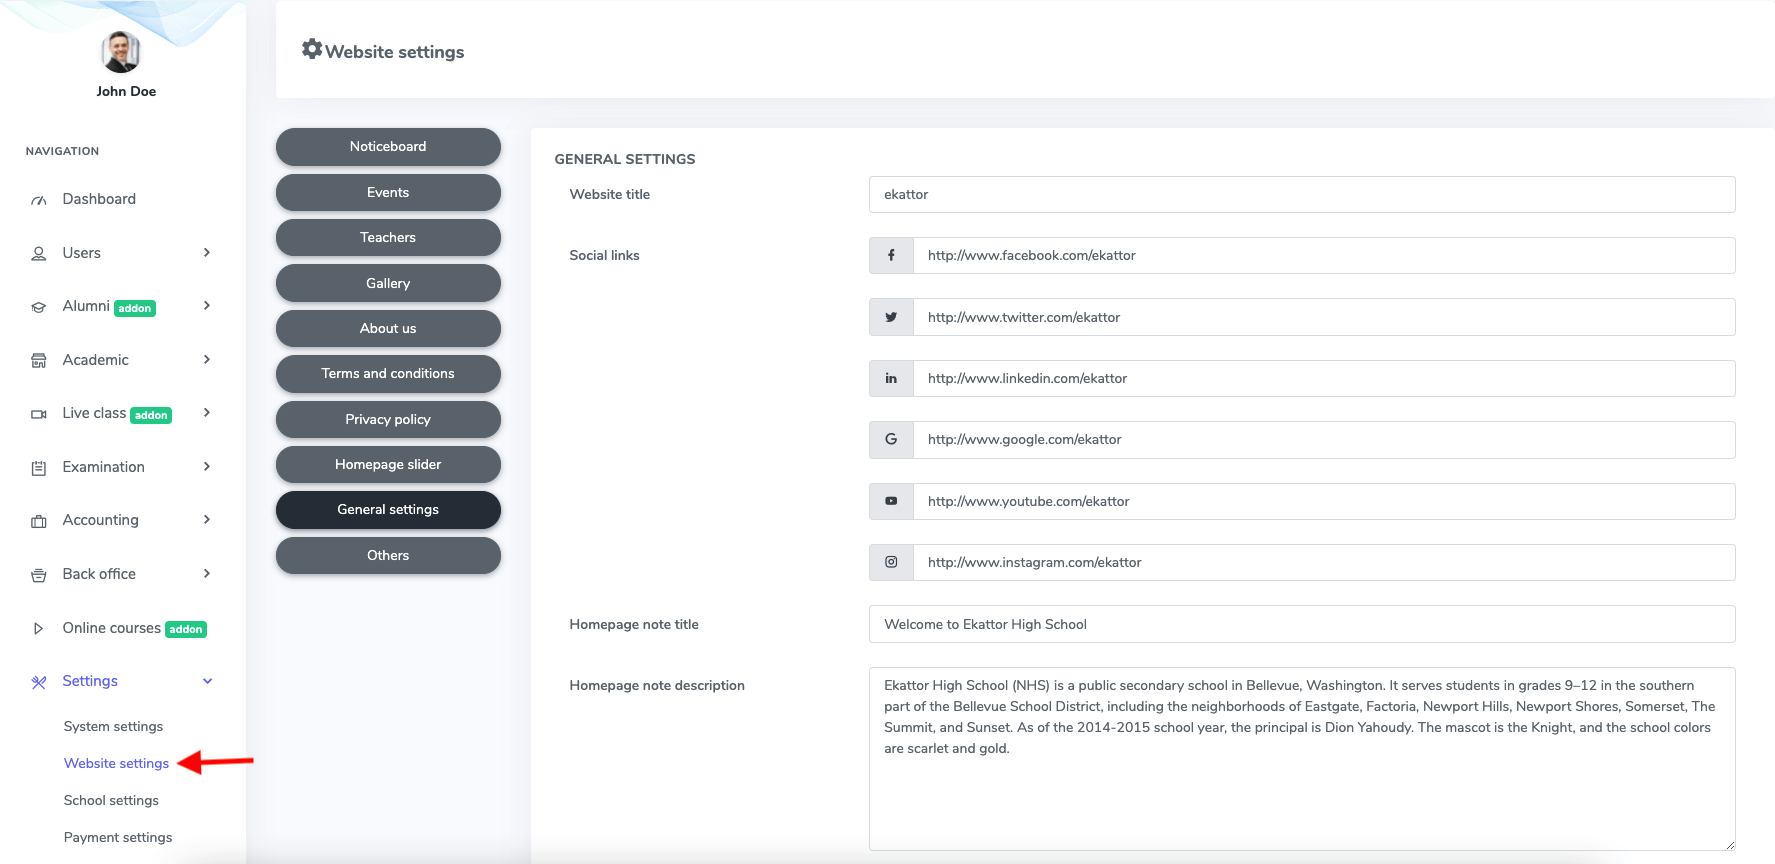 John Doe
NAVIGATION
Dashboard
Users
Alumni addon
Academic
Live class addon
Examination
Accounting
Back office
Online courses addon
Settings
System settings
Website settings
School settings
Payment settings
Website settings
Noticeboard
Events
Teachers
Gallery
About us
Terms and conditions
Privacy policy
Homepage slider
General settings
Others
GENERAL SETTINGS
Website title
ekattor
Social links
http://www.facebook.com/ekattor
http://www.twitter.com/ekattor
http://www.linkedin.com/ekattor
http://www.google.com/ekattor
http://www.youtube.com/ekattor
http://www.instagram.com/ekattor
Homepage note title
Welcome to Ekattor High School
Homepage note description
Ekattor High School (NHS) is a public secondary school in Bellevue, Washington. It serves students in grades 9–12 in the southern
part of the Bellevue School District, including the neighborhoods of Eastgate, Factoria, Newport Hills, Newport Shores, Somerset, The
Summit, and Sunset. As of the 2014-2015 school year, the principal is Dion Yahoudy. The mascot is the Knight, and the school colors
are scarlet and gold.